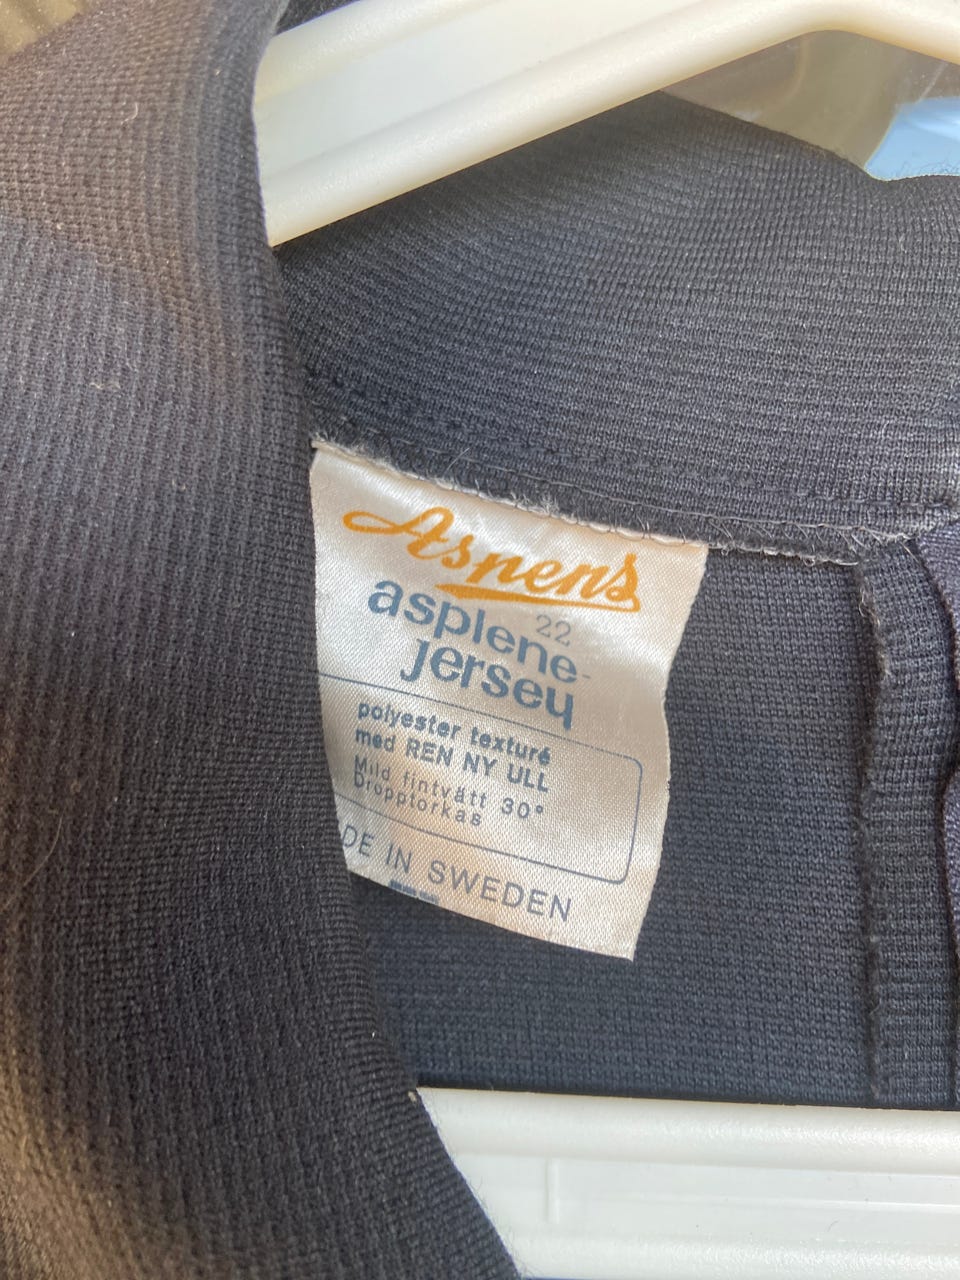 Aspens
22
asplene-
jersey
polyester texturé
med REN NY ULL
Mild fintvätt 30°
Dropptorkas
DE IN SWEDEN